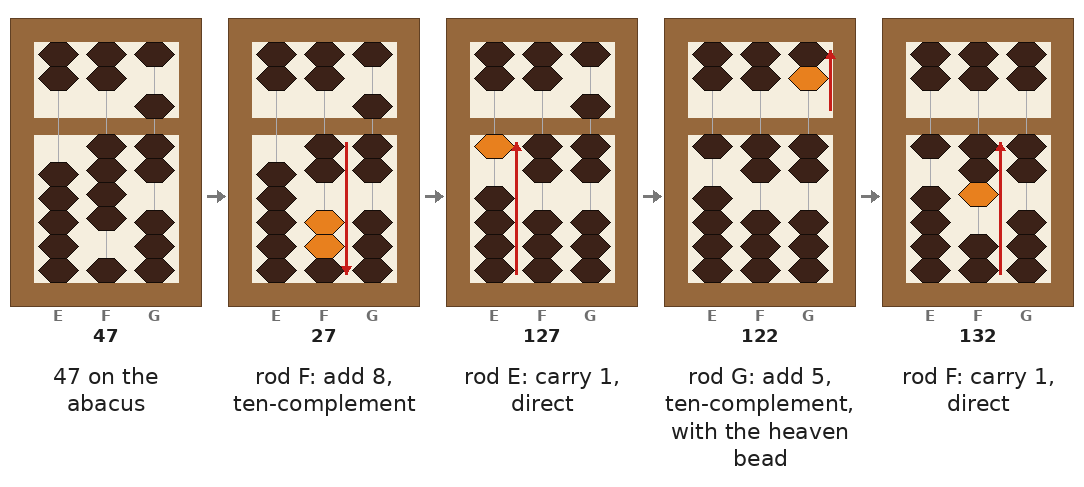 E F G
47
47 on the
abacus
E F G
27
rod F: add 8,
ten-complement
E F G
127
rod E: carry 1,
direct
E F G
122
rod G: add 5,
ten-complement,
with the heaven
bead
E F G
132
rod F: carry 1,
direct